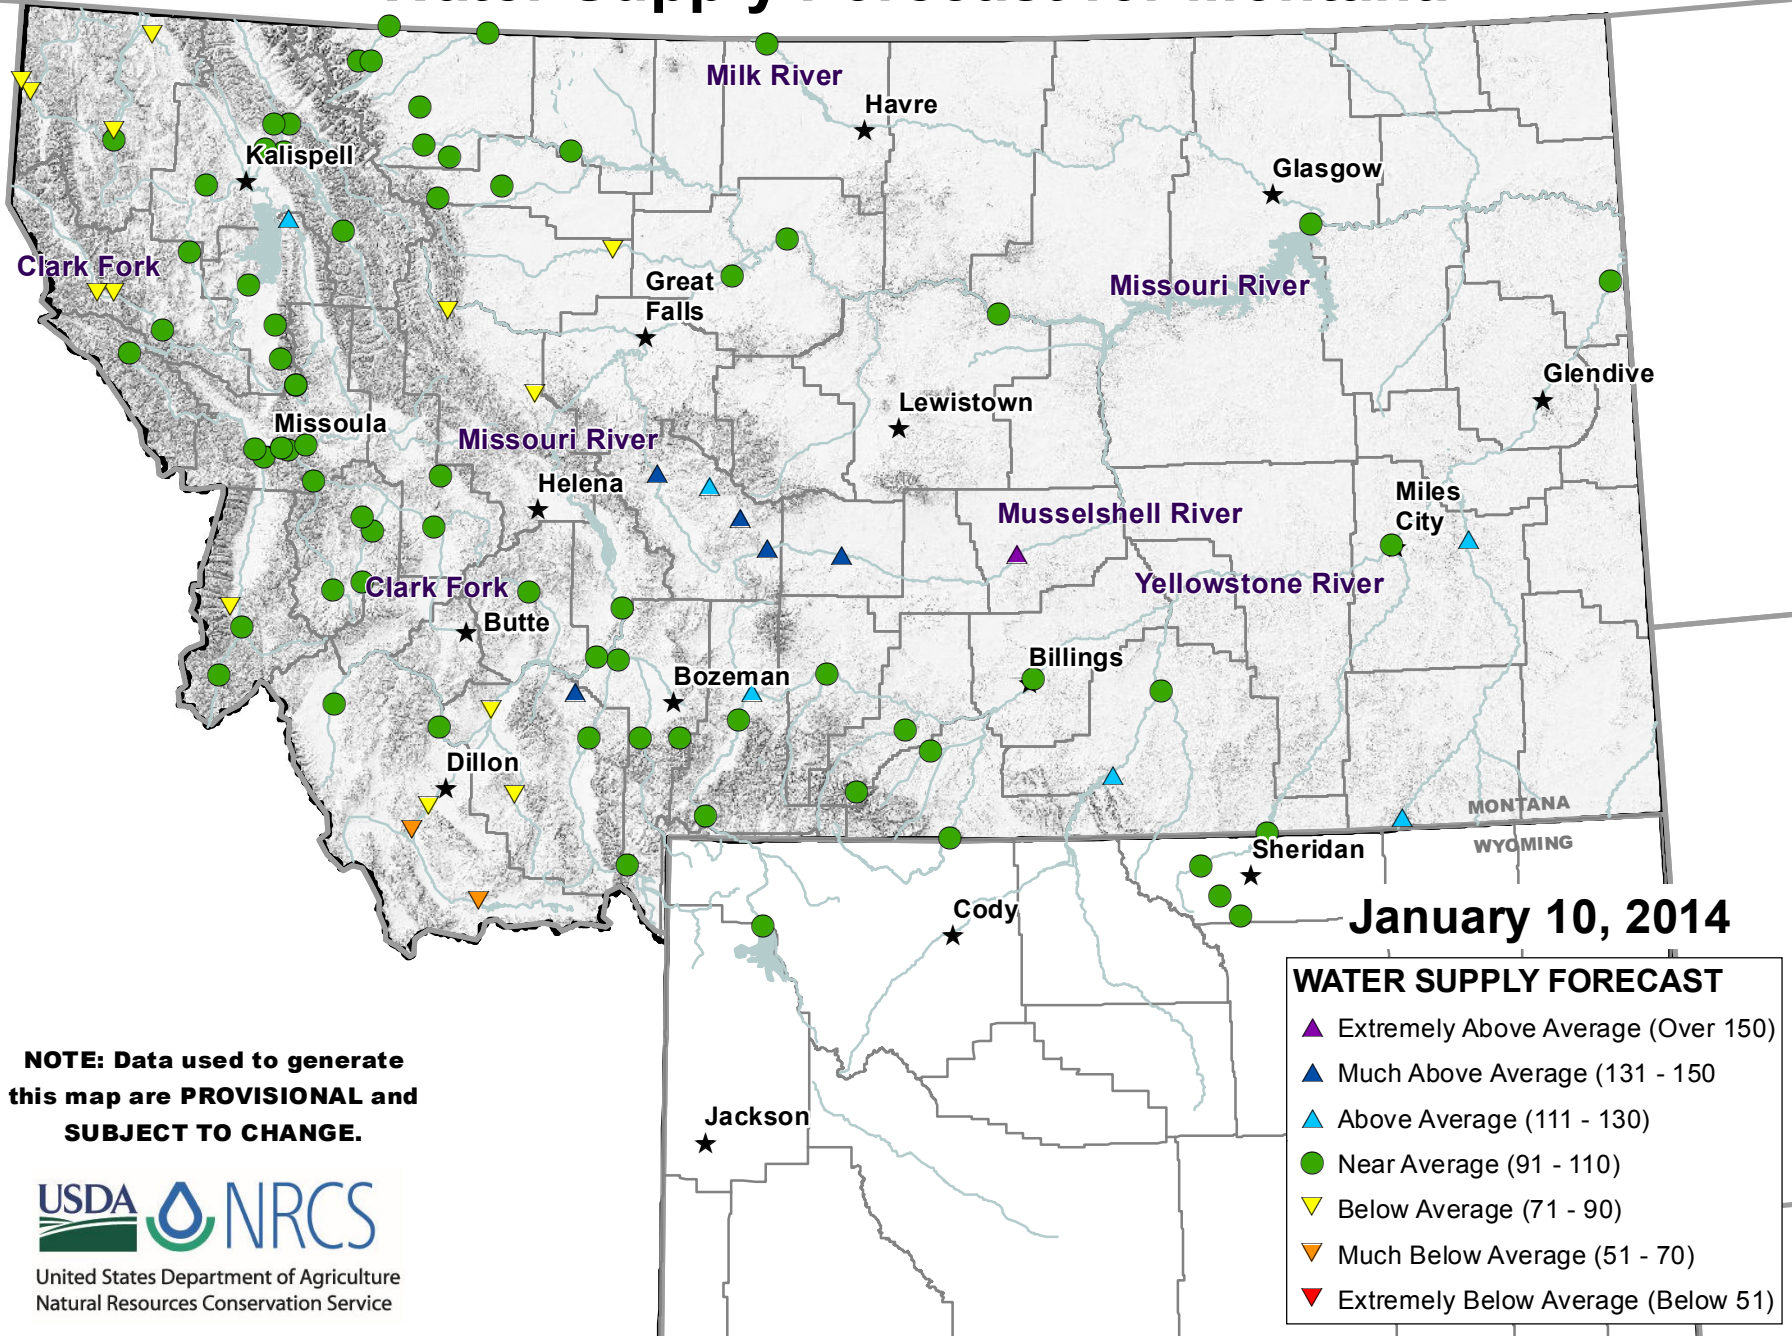 Water Supply Forecast for Montana
Milk River
Havre
Kalispell
Glasgow
Clark Fork
Great
Falls
Missouri River
Glendive
Lewistown
Missoula
Missouri River
Helena
Miles
City
Musselshell River
Clark Fork
Yellowstone River
Butte
Billings
Bozeman
Dillon
MONTANA
WYOMING
Sheridan
Cody
January 10, 2014
Jackson
WATER SUPPLY FORECAST
Extremely Above Average (Over 150)
Much Above Average (131 - 150
Above Average (111 - 130)
Near Average (91 - 110)
Below Average (71 - 90)
Much Below Average (51 - 70)
Extremely Below Average (Below 51)
NOTE: Data used to generate
this map are PROVISIONAL and
SUBJECT TO CHANGE.
USDA NRCS
United States Department of Agriculture
Natural Resources Conservation Service